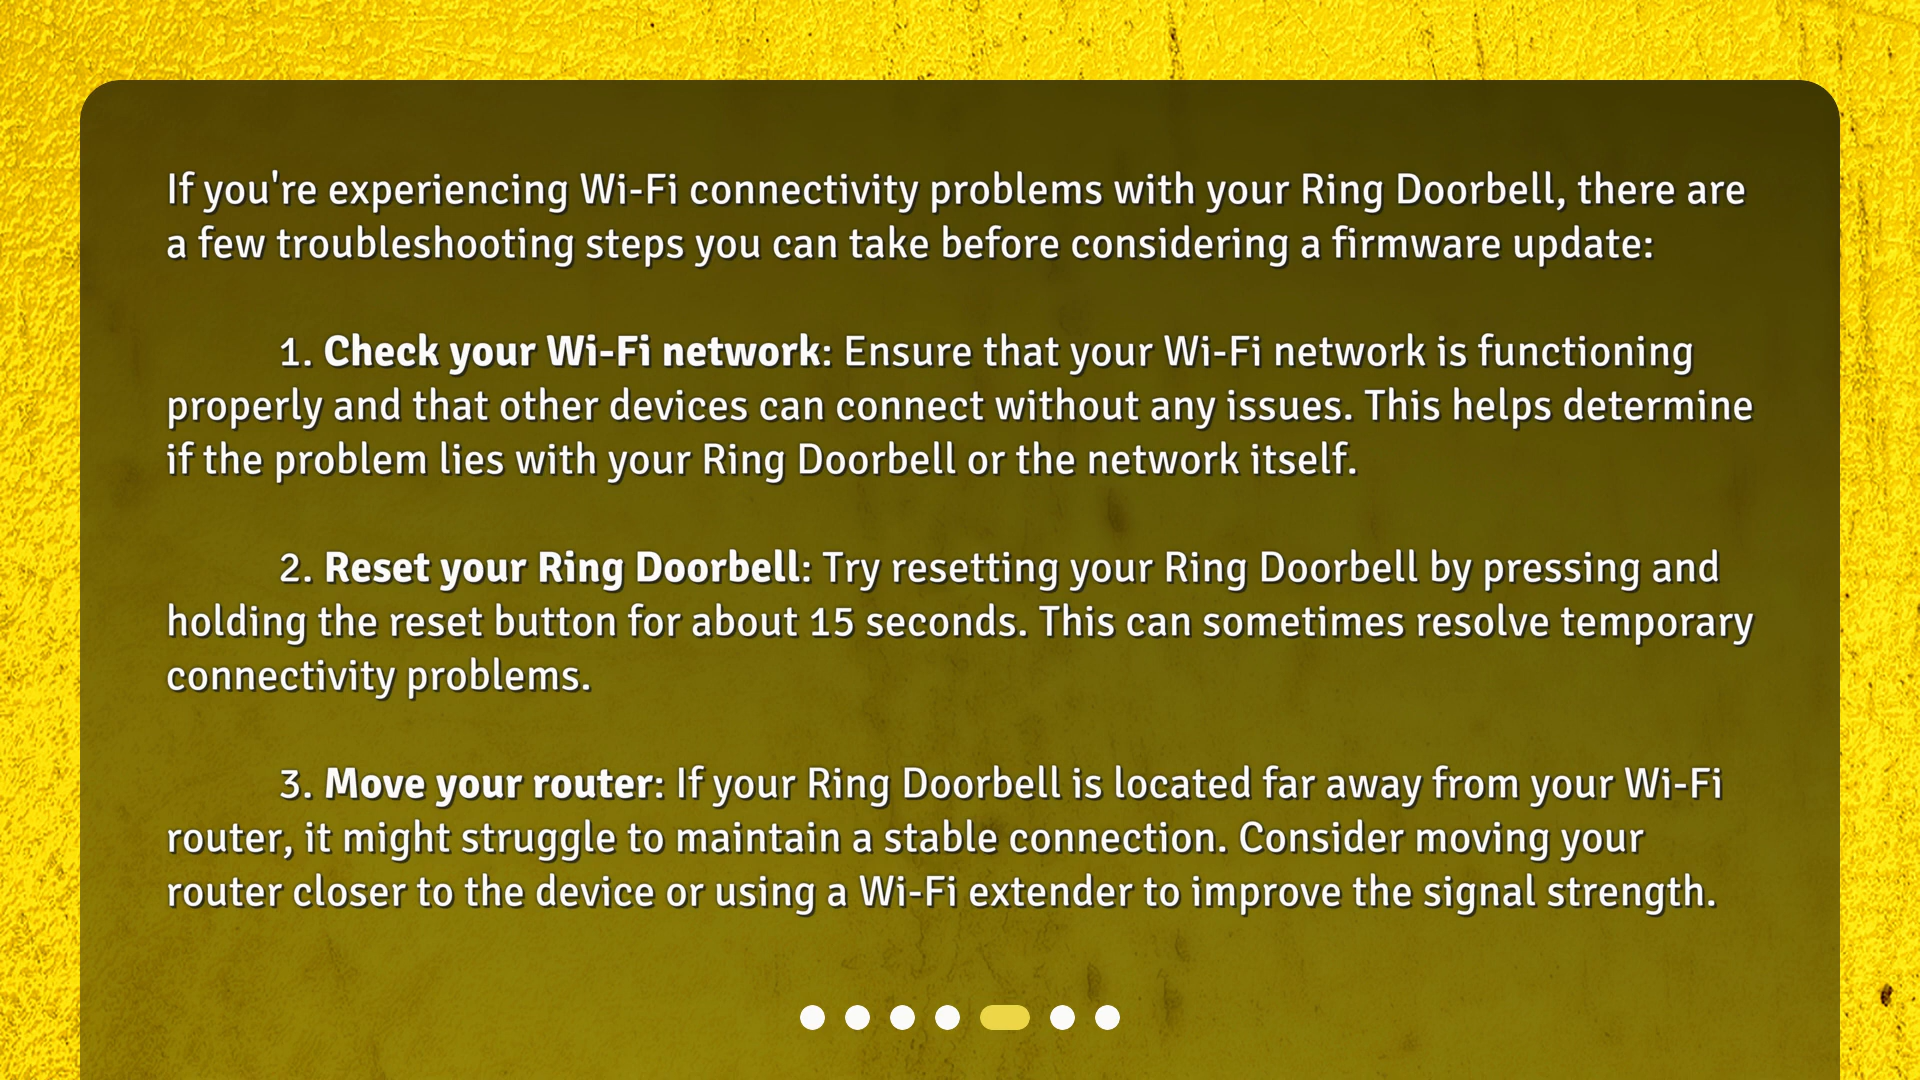 If you're experiencing Wi-Fi connectivity problems with your Ring Doorbell, there are
a few troubleshooting steps you can take before considering a firmware update:
1. Check your Wi-Fi network: Ensure that your Wi-Fi network is functioning
properly and that other devices can connect without any issues. This helps determine
if the problem lies with your Ring Doorbell or the network itself.
2. Reset your Ring Doorbell: Try resetting your Ring Doorbell by pressing and
holding the reset button for about 15 seconds. This can sometimes resolve temporary
connectivity problems.
3. Move your router: If your Ring Doorbell is located far away from your Wi-Fi
router, it might struggle to maintain a stable connection. Consider moving your
router closer to the device or using a Wi-Fi extender to improve the signal strength.